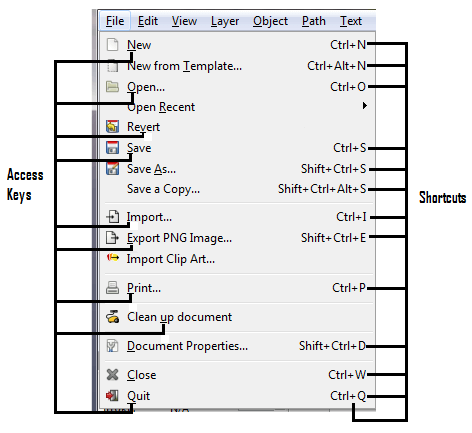 File Edit View Layer Object Path Text
New Ctrl+N
New from Template... Ctrl+Alt+N
Open... Ctrl+O
Open Recent
Revert
Save Ctrl+S
Save As... Shift+Ctrl+S
Save a Copy... Shift+Ctrl+Alt+S
Import... Ctrl+I
Export PNG Image... Shift+Ctrl+E
Import Clip Art...
Print... Ctrl+P
Clean up document
Document Properties... Shift+Ctrl+D
Close Ctrl+W
Quit Ctrl+Q
Access
Keys
Shortcuts